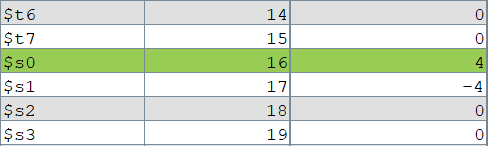 $t6 14 0
$t7 15 0
$s0 16 4
$s1 17 -4
$s2 18 0
$s3 19 0